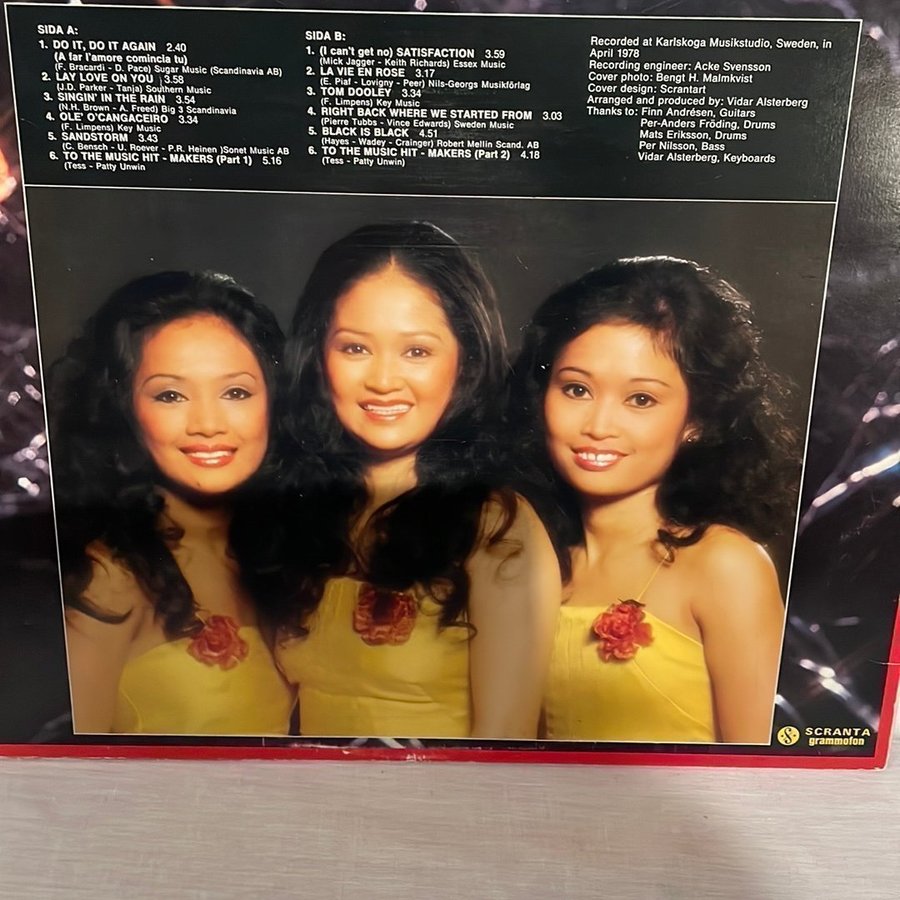 SIDA A:
1. DO IT, DO IT AGAIN 2.40
(A far l'amore comincia tu)
(F. Bracardi - D. Pace) Sugar Music (Scandinavia AB)
2. LAY LOVE ON YOU 3.58
(J.D. Parker - Tanja) Southern Music
3. SINGIN' IN THE RAIN 3.54
(N.H. Brown - A. Freed) Big 3 Scandinavia
4. OLE' O'CANGACEIRO 3.34
(F. Limpens) Key Music
5. SANDSTORM 3.43
(C. Bensch - U. Roever - P.R. Heinen )Sonet Music AB
6. TO THE MUSIC HIT - MAKERS (Part 1) 5.16
(Tess - Patty Unwin
SIDA B:
1. (I can't get no) SATISFACTION 3.59
(Mick Jagger - Keith Richards) Essex Music
2. LA VIE EN ROSE 3.17
(E. Piaf - Lovigny - Peer) Nils-Georgs Musikförlag
3. TOM DOOLEY 3.34
(F. Limpens) Key Music
4. RIGHT BACK WHERE WE STARTED FROM 3.03
(Pierre Tubbs - Vince Edwards) Sweden Music
5. BLACK IS BLACK 4.51
(Hayes - Wadey - Crainger) Robert Mellin Scand. AB
6. TO THE MUSIC HIT - MAKERS (Part 2) 4.18
(Tess - Patty Unwin)
Recorded at Karlskoga Musikstudio, Sweden, in
April 1978
Recording engineer: Acke Svensson
Cover photo: Bengt H. Malmkvist
Cover design: Scrantart
Arranged and produced by: Vidar Alsterberg
Thanks to: Finn Andrésen, Guitars
Per-Anders Fröding, Drums
Mats Eriksson, Drums
Per Nilsson, Bass
Vidar Alsterberg, Keyboards
SCRANTA
grammofon